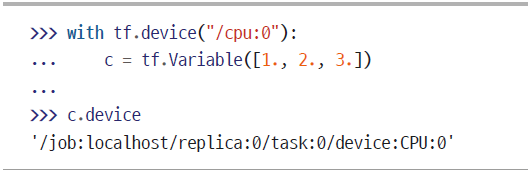 >>> with tf.device("/cpu:0"):
...     c = tf.Variable([1., 2., 3.])
...
>>> c.device
'/job:localhost/replica:0/task:0/device:CPU:0'